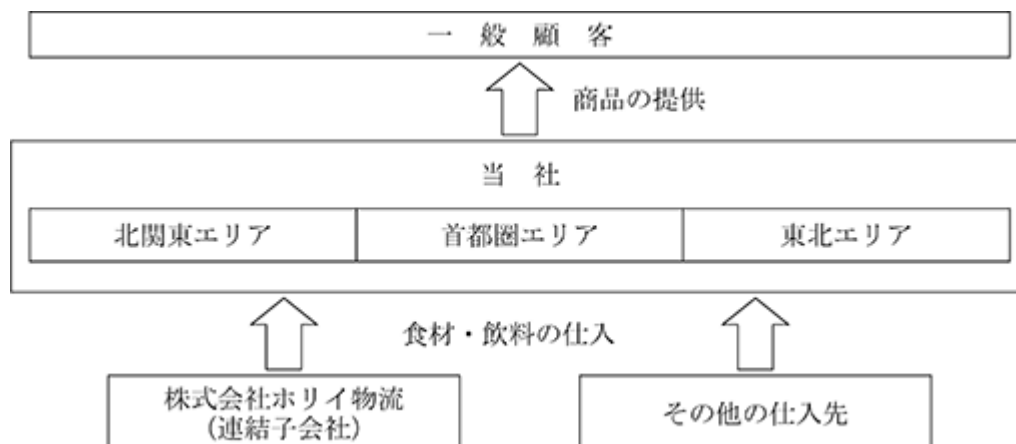 一般顧客
商品の提供
当社
北関東エリア
首都圏エリア
東北エリア
食材・飲料の仕入
株式会社ホリイ物流
(連結子会社)
その他の仕入先